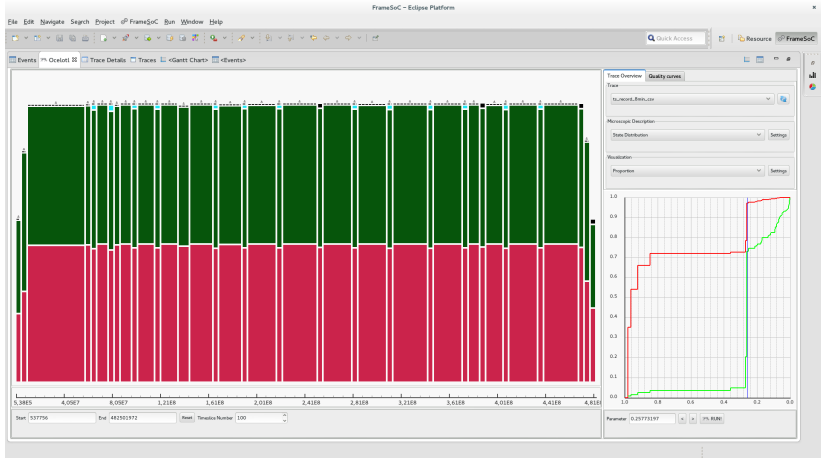 FrameSoC - Eclipse Platform
File Edit Navigate Search Project FrameSoC Run Window Help
Quick Access
Resource
FrameSoC
Events
Ocelotl
Trace Details
Traces
<Gantt Chart>
<Events>
Trace Overview
Quality curves
Trace
Microscopic Description
State Distribution
Settings
Visualization
Proportion
Settings
1.0
0.9
0.8
0.7
0.6
0.5
0.4
0.3
0.2
0.1
0.0
1.0 0.8 0.6 0.4 0.2 0.0
5,38E5 4,05E7 8,05E7 1,21E8 1,61E8 2,01E8 2,41E8 2,81E8 3,21E8 3,61E8 4,01E8 4,41E8 4,81E8
Start 537756 End 482501972 Reset Timeslice Number 100
Parameter 0.25773197 < > RUN!